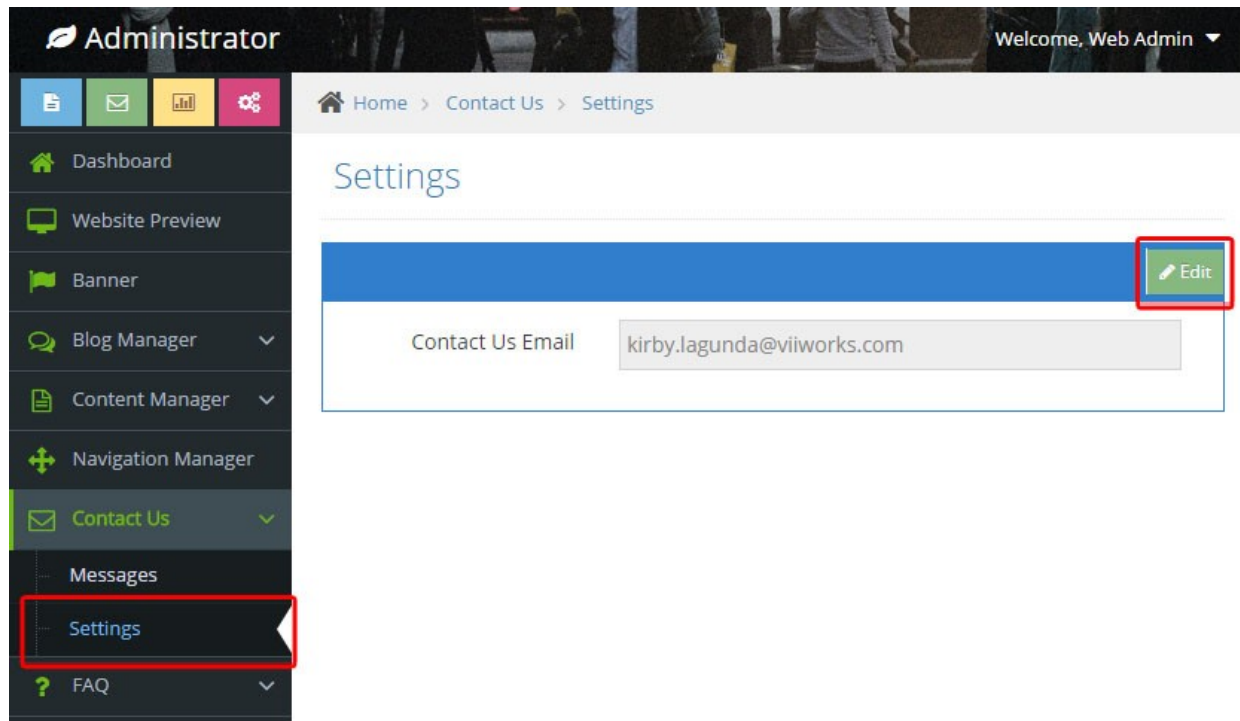 Administrator
Welcome, Web Admin
Home > Contact Us > Settings
Dashboard
Website Preview
Banner
Blog Manager
Content Manager
Navigation Manager
Contact Us
Messages
Settings
FAQ
Settings
Edit
Contact Us Email kirby.lagunda@viiworks.com